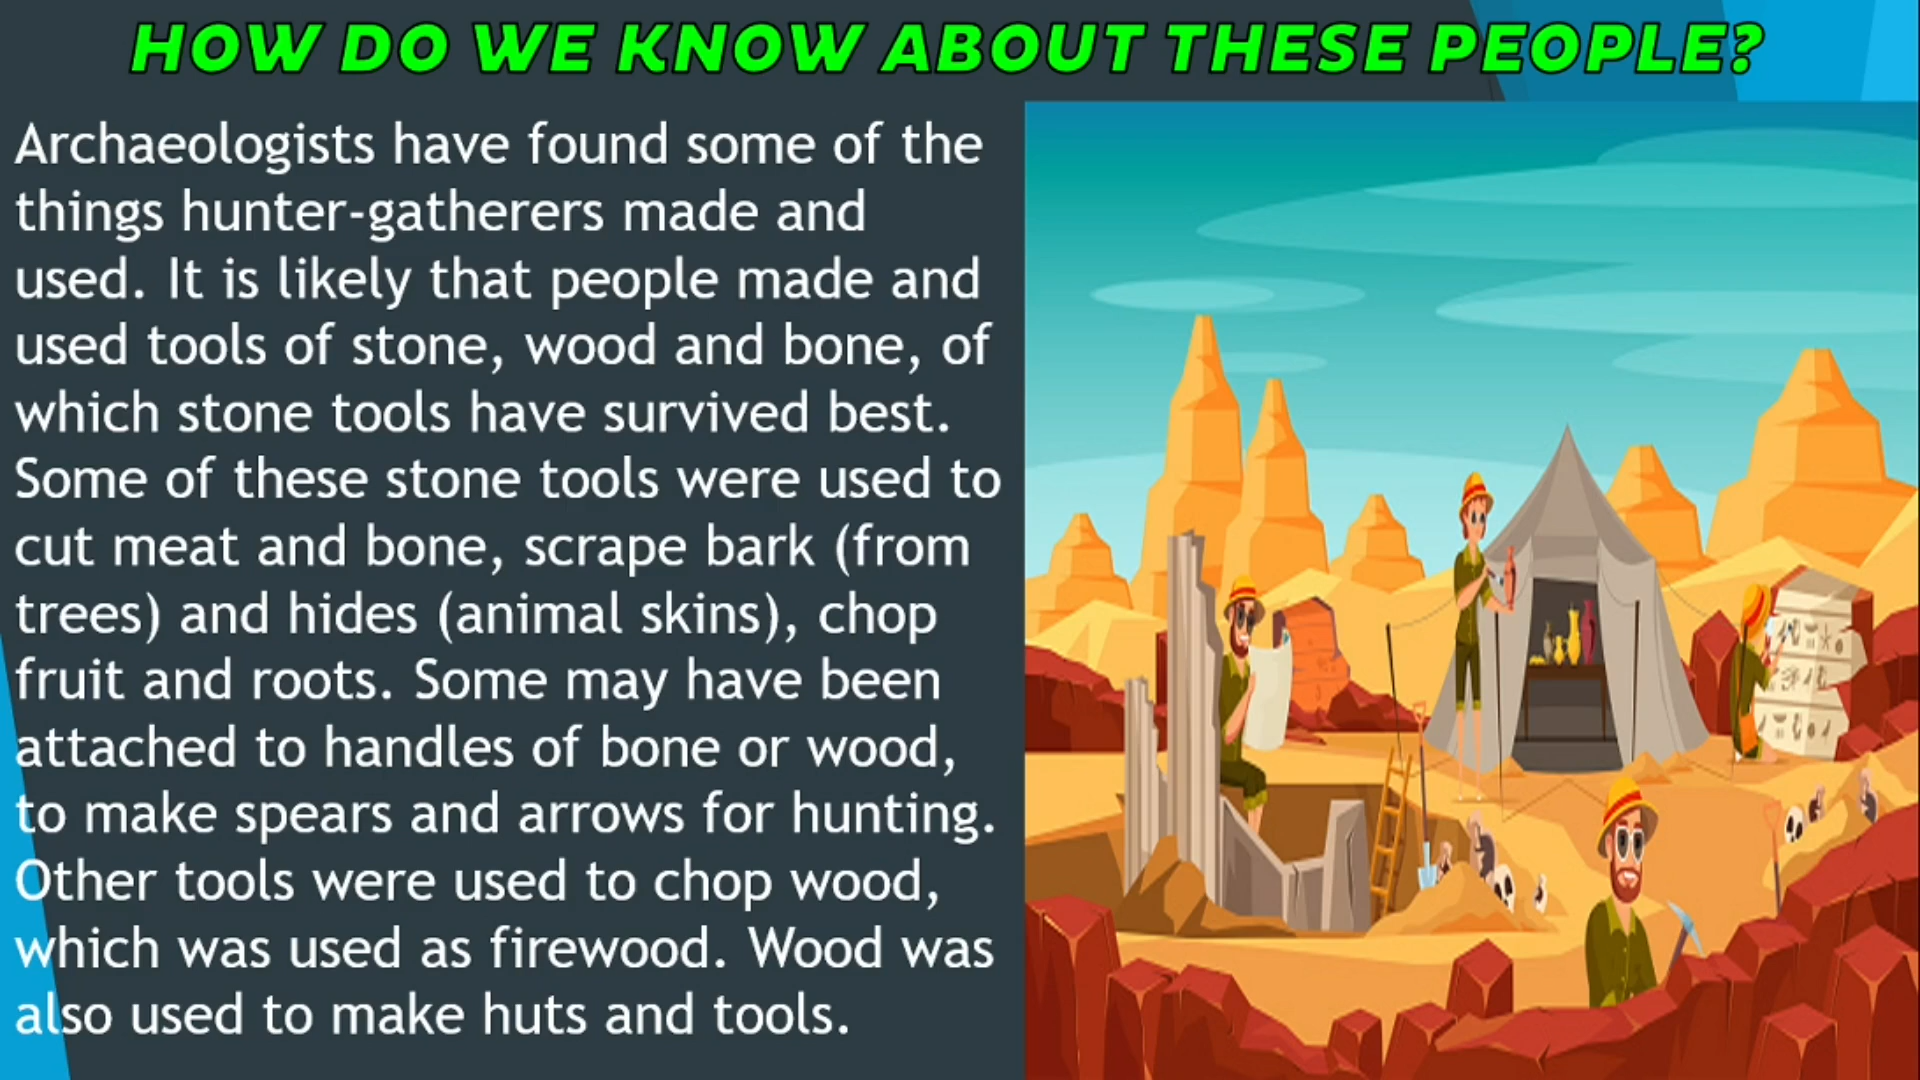 HOW DO WE KNOW ABOUT THESE PEOPLE?
Archaeologists have found some of the
things hunter-gatherers made and
used. It is likely that people made and
used tools of stone, wood and bone, of
which stone tools have survived best.
Some of these stone tools were used to
cut meat and bone, scrape bark (from
trees) and hides (animal skins), chop
fruit and roots. Some may have been
attached to handles of bone or wood,
to make spears and arrows for hunting.
Other tools were used to chop wood,
which was used as firewood. Wood was
also used to make huts and tools.